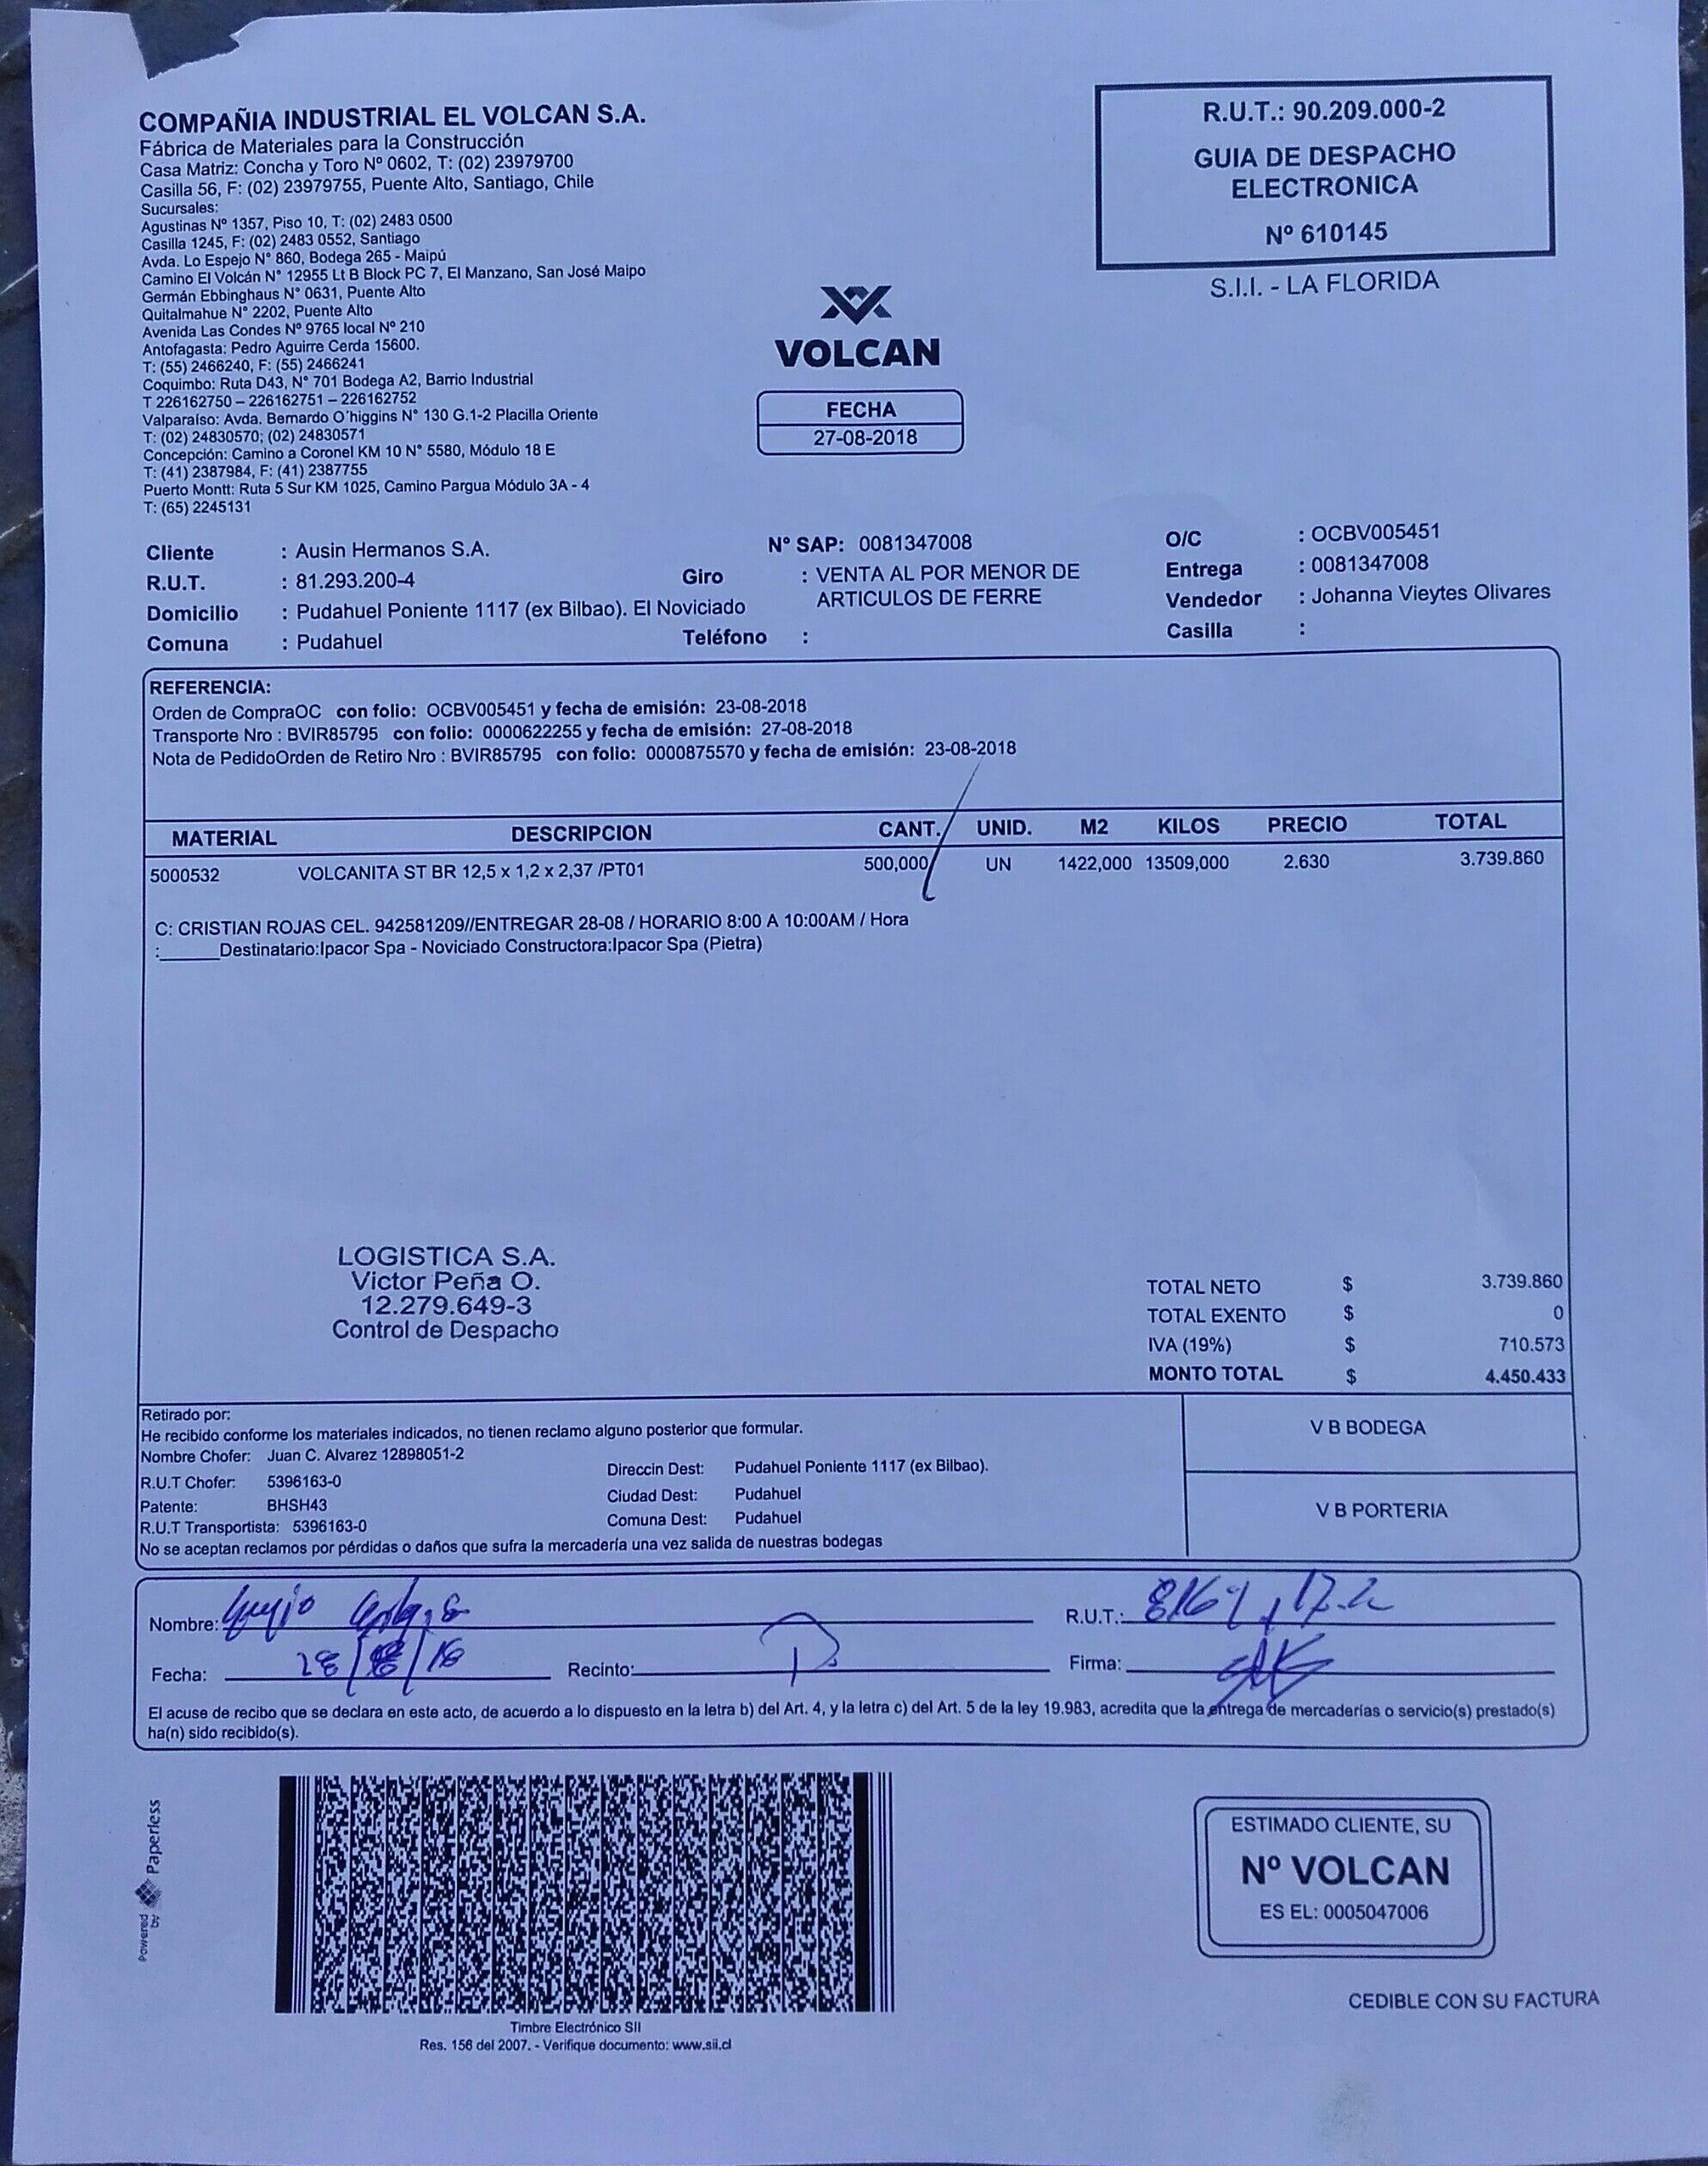 COMPAÑIA INDUSTRIAL EL VOLCAN S.A.
Fábrica de Materiales para la Construcción
Casa Matriz: Concha y Toro Nº 0602, T: (02) 23979700
Casilla 56, F: (02) 23979755, Puente Alto, Santiago, Chile
Sucursales:
Agustinas Nº 1357, Piso 10, T: (02) 2483 0500
Casilla 1245, F: (02) 2483 0552, Santiago
Avda. Lo Espejo N° 860, Bodega 265 - Maipú
Camino El Volcán N° 12955 Lt B Block PC 7, El Manzano, San José Maipo
Germán Ebbinghaus N° 0631, Puente Alto
Quitalmahue N° 2202, Puente Alto
Avenida Las Condes Nº 9765 local Nº 210
Antofagasta: Pedro Aguirre Cerda 15600.
T: (55) 2466240, F: (55) 2466241
Coquimbo: Ruta D43, N° 701 Bodega A2, Barrio Industrial
T 226162750 – 226162751 – 226162752
Valparaíso: Avda. Bernardo O'higgins N° 130 G.1-2 Placilla Oriente
T: (02) 24830570; (02) 24830571
Concepción: Camino a Coronel KM 10 N° 5580, Módulo 18 E
T: (41) 2387984, F: (41) 2387755
Puerto Montt: Ruta 5 Sur KM 1025, Camino Pargua Módulo 3A - 4
T: (65) 2245131
R.U.T.: 90.209.000-2
GUIA DE DESPACHO
ELECTRONICA
Nº 610145
S.I.I. - LA FLORIDA
VOLCAN
FECHA
27-08-2018
Cliente : Ausin Hermanos S.A.
R.U.T. : 81.293.200-4
Domicilio : Pudahuel Poniente 1117 (ex Bilbao). El Noviciado
Comuna : Pudahuel
Nº SAP: 0081347008
Giro : VENTA AL POR MENOR DE
ARTICULOS DE FERRE
Teléfono :
O/C : OCBV005451
Entrega : 0081347008
Vendedor : Johanna Vieytes Olivares
Casilla :
REFERENCIA:
Orden de CompraOC con folio: OCBV005451 y fecha de emisión: 23-08-2018
Transporte Nro : BVIR85795 con folio: 0000622255 y fecha de emisión: 27-08-2018
Nota de PedidoOrden de Retiro Nro : BVIR85795 con folio: 0000875570 y fecha de emisión: 23-08-2018
MATERIAL DESCRIPCION CANT. UNID. M2 KILOS PRECIO TOTAL
5000532 VOLCANITA ST BR 12,5 x 1,2 x 2,37 /PT01 500,000 UN 1422,000 13509,000 2.630 3.739.860
C: CRISTIAN ROJAS CEL. 942581209//ENTREGAR 28-08 / HORARIO 8:00 A 10:00AM / Hora
:______Destinatario:Ipacor Spa - Noviciado Constructora:Ipacor Spa (Pietra)
LOGISTICA S.A.
Victor Peña O.
12.279.649-3
Control de Despacho
TOTAL NETO $ 3.739.860
TOTAL EXENTO $ 0
IVA (19%) $ 710.573
MONTO TOTAL $ 4.450.433
Retirado por:
He recibido conforme los materiales indicados, no tienen reclamo alguno posterior que formular.
Nombre Chofer: Juan C. Alvarez 12898051-2
R.U.T Chofer: 5396163-0
Patente: BHSH43
R.U.T Transportista: 5396163-0
Direccin Dest: Pudahuel Poniente 1117 (ex Bilbao).
Ciudad Dest: Pudahuel
Comuna Dest: Pudahuel
No se aceptan reclamos por pérdidas o daños que sufra la mercadería una vez salida de nuestras bodegas
V B BODEGA
V B PORTERIA
Nombre:
R.U.T.:
Fecha:
Recinto:
Firma:
El acuse de recibo que se declara en este acto, de acuerdo a lo dispuesto en la letra b) del Art. 4, y la letra c) del Art. 5 de la ley 19.983, acredita que la entrega de mercaderías o servicio(s) prestado(s)
ha(n) sido recibido(s).
Powered by Paperless
Timbre Electrónico SII
Res. 156 del 2007. - Verifique documento: www.sii.cl
ESTIMADO CLIENTE, SU
Nº VOLCAN
ES EL: 0005047006
CEDIBLE CON SU FACTURA